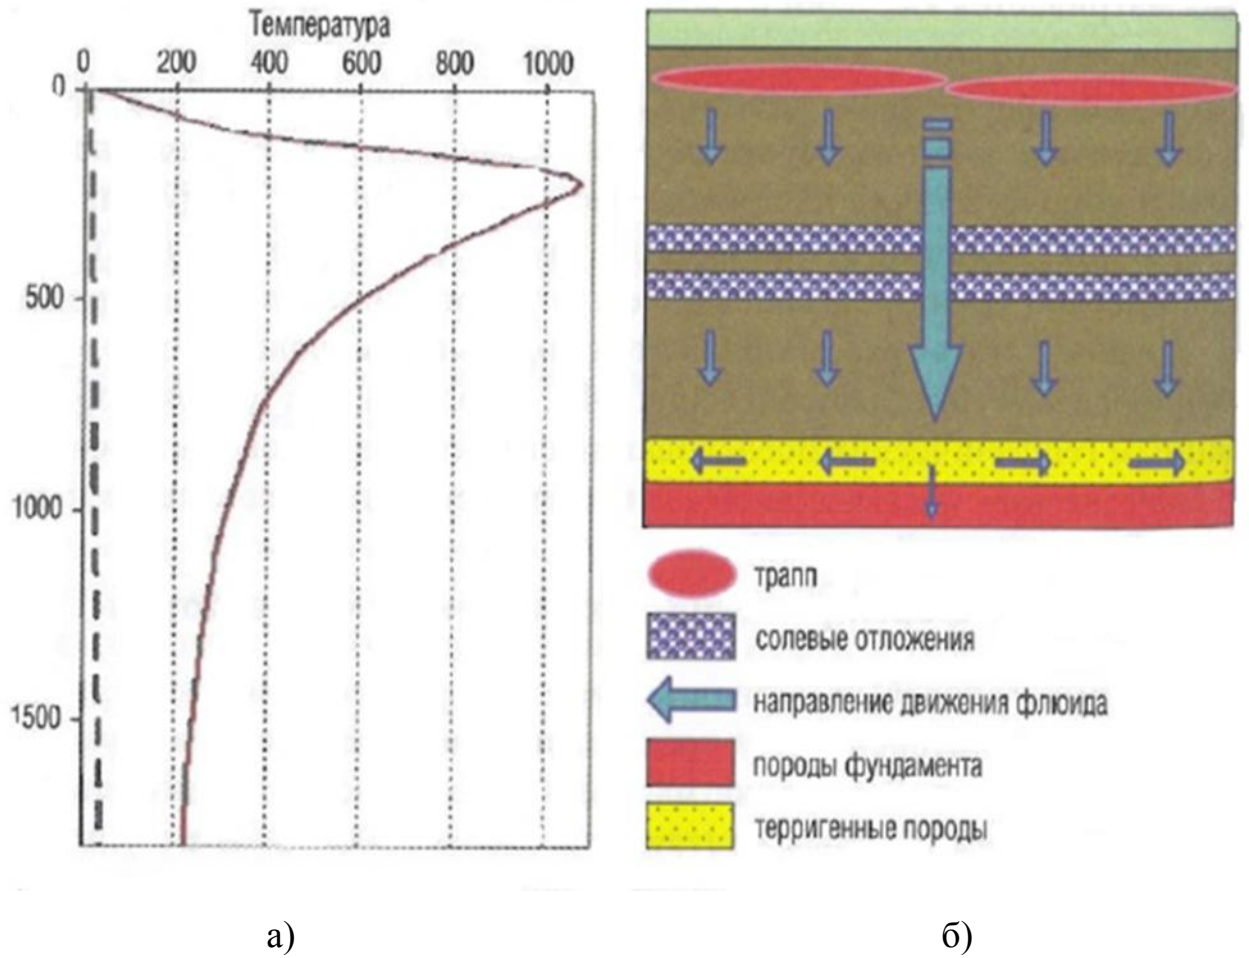 Температура
0 200 400 600 800 1000
0
500
1000
1500
трапп
солевые отложения
направление движения флюида
породы фундамента
терригенные породы
а) б)